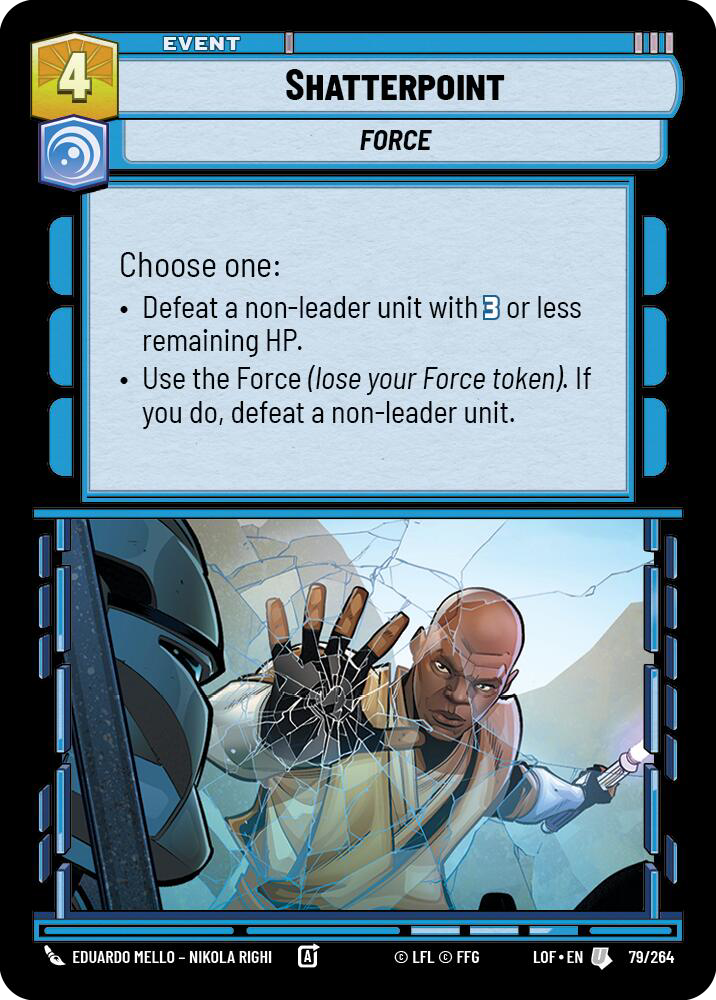 EVENT
4
SHATTERPOINT
FORCE
Choose one:
• Defeat a non-leader unit with 3 or less
remaining HP.
• Use the Force (lose your Force token). If
you do, defeat a non-leader unit.
EDUARDO MELLO – NIKOLA RIGHI A © LFL © FFG LOF • EN U 79/264